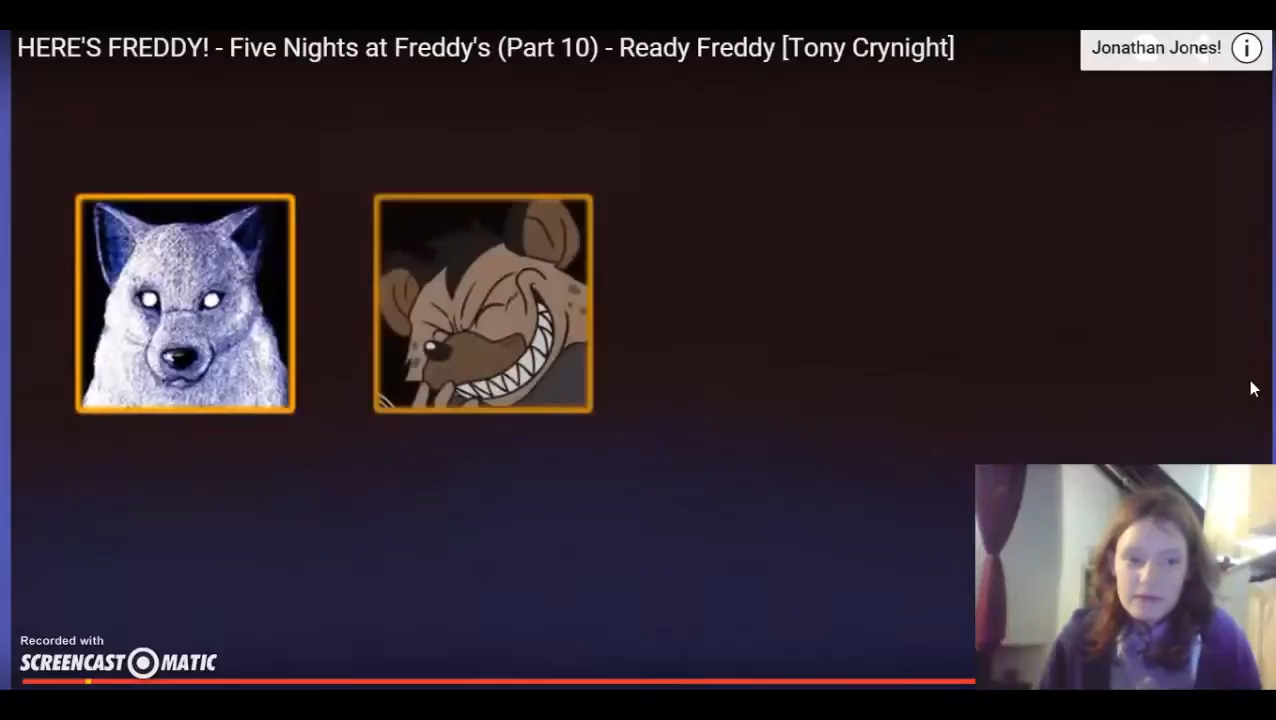 HERE'S FREDDY! - Five Nights at Freddy's (Part 10) - Ready Freddy [Tony Crynight]
Jonathan Jones!
Recorded with
SCREENCAST MATIC